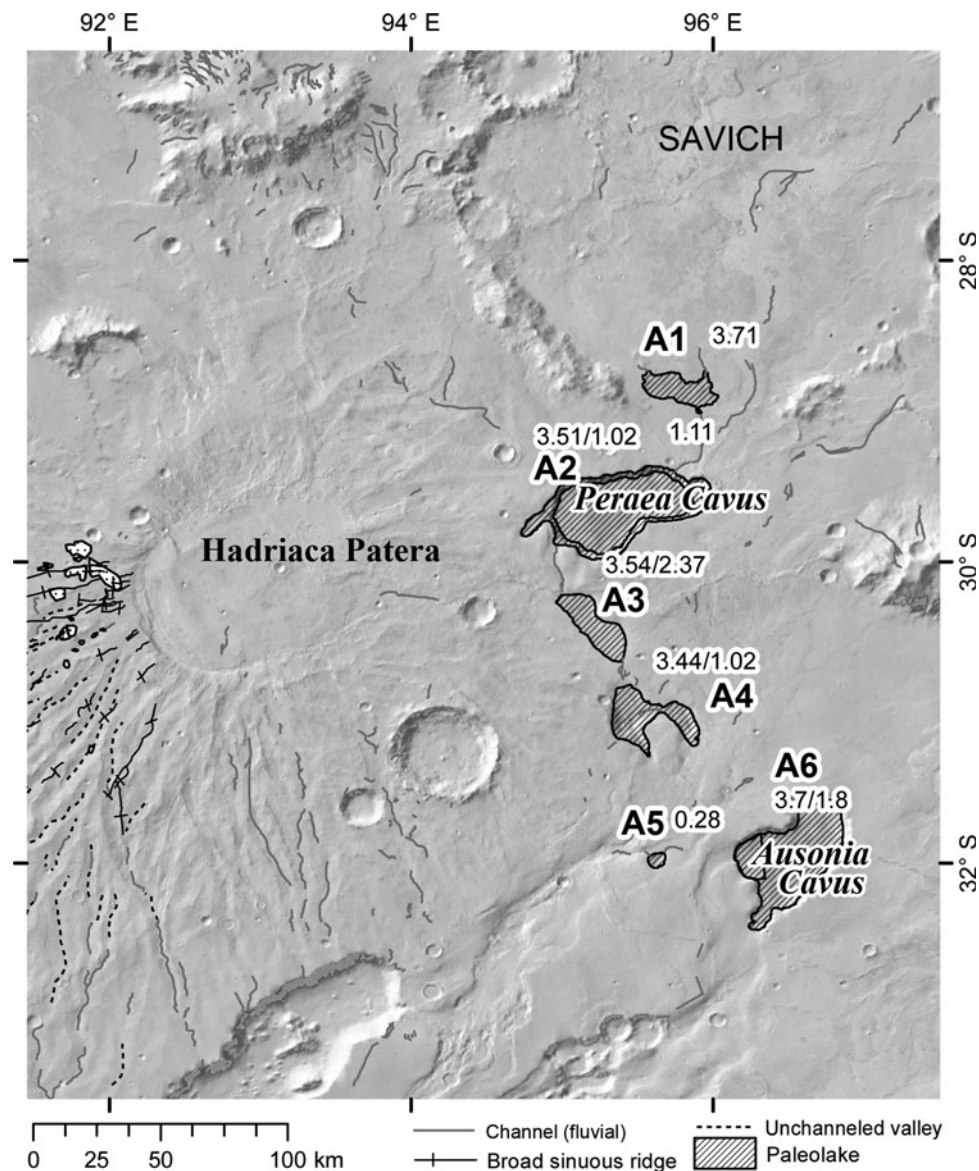 92° E
94° E
96° E
SAVICH
28° S
A1
3.71
1.11
3.51/1.02
A2
Peraea Cavus
Hadriaca Patera
30° S
3.54/2.37
A3
3.44/1.02
A4
A6
3.7/1.8
A5
0.28
Ausonia
Cavus
32° S
0
25
50
100 km
Channel (fluvial)
Broad sinuous ridge
Unchanneled valley
Paleolake